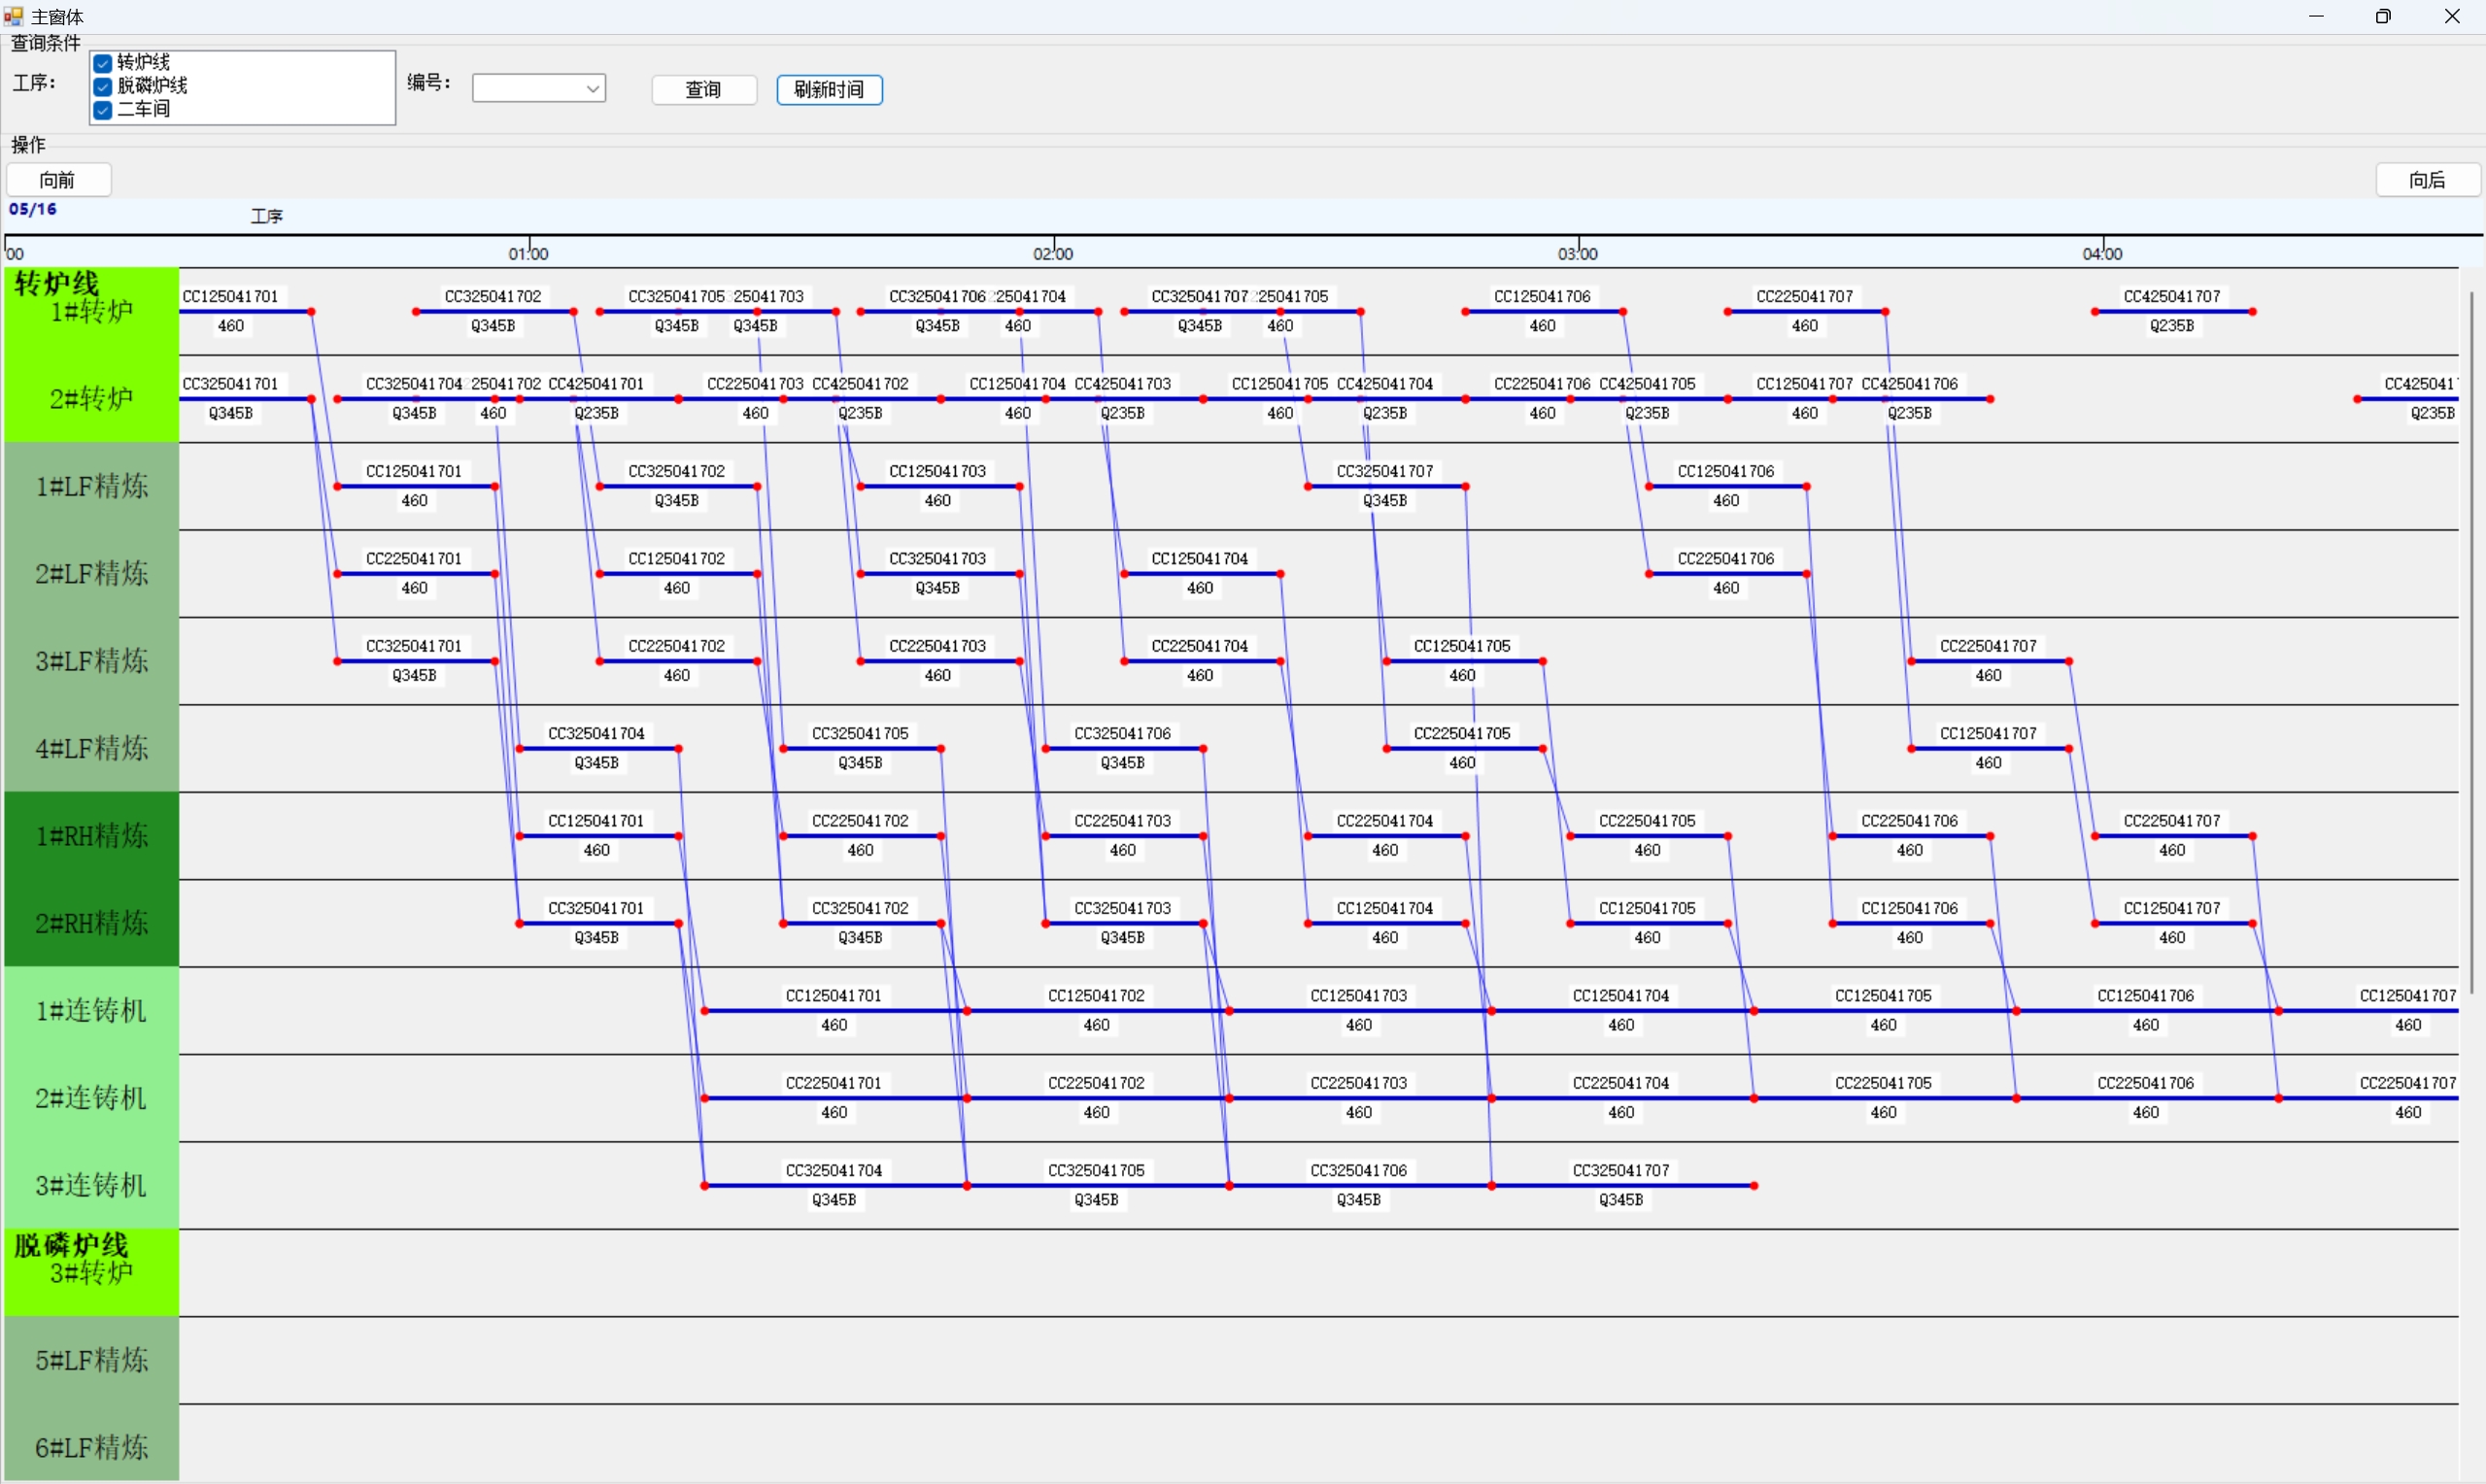 主窗体
查询条件
工序：
转炉线
脱磷炉线
二车间
编号：
查询
刷新时间
操作
向前
向后
05/16
工序
00 01:00 02:00 03:00 04:00
转炉线
1#转炉
CC125041701 CC325041702 CC325041705 25041703 CC325041706 225041704 CC325041707 25041705 CC125041706 CC225041707 CC425041707
460 Q345B Q345B Q345B Q345B 460 Q345B 460 460 460 Q235B
2#转炉
CC325041701 CC325041704 25041702 CC425041701 CC225041703 CC425041702 CC125041704 CC425041703 CC125041705 CC425041704 CC225041706 CC425041705 CC125041707 CC425041706 CC425041
Q345B Q345B 460 Q235B 460 Q235B 460 Q235B 460 Q235B 460 Q235B 460 Q235B Q235B
1#LF精炼
CC125041701 CC325041702 CC125041703 CC325041707 CC125041706
460 Q345B 460 Q345B 460
2#LF精炼
CC225041701 CC125041702 CC325041703 CC125041704 CC225041706
460 460 Q345B 460 460
3#LF精炼
CC325041701 CC225041702 CC225041703 CC225041704 CC125041705 CC225041707
Q345B 460 460 460 460 460
4#LF精炼
CC325041704 CC325041705 CC325041706 CC225041705 CC125041707
Q345B Q345B Q345B 460 460
1#RH精炼
CC125041701 CC225041702 CC225041703 CC225041704 CC225041705 CC225041706 CC225041707
460 460 460 460 460 460 460
2#RH精炼
CC325041701 CC325041702 CC325041703 CC125041704 CC125041705 CC125041706 CC125041707
Q345B Q345B Q345B 460 460 460 460
1#连铸机
CC125041701 CC125041702 CC125041703 CC125041704 CC125041705 CC125041706 CC125041707
460 460 460 460 460 460 460
2#连铸机
CC225041701 CC225041702 CC225041703 CC225041704 CC225041705 CC225041706 CC225041707
460 460 460 460 460 460 460
3#连铸机
CC325041704 CC325041705 CC325041706 CC325041707
Q345B Q345B Q345B Q345B
脱磷炉线
3#转炉
5#LF精炼
6#LF精炼